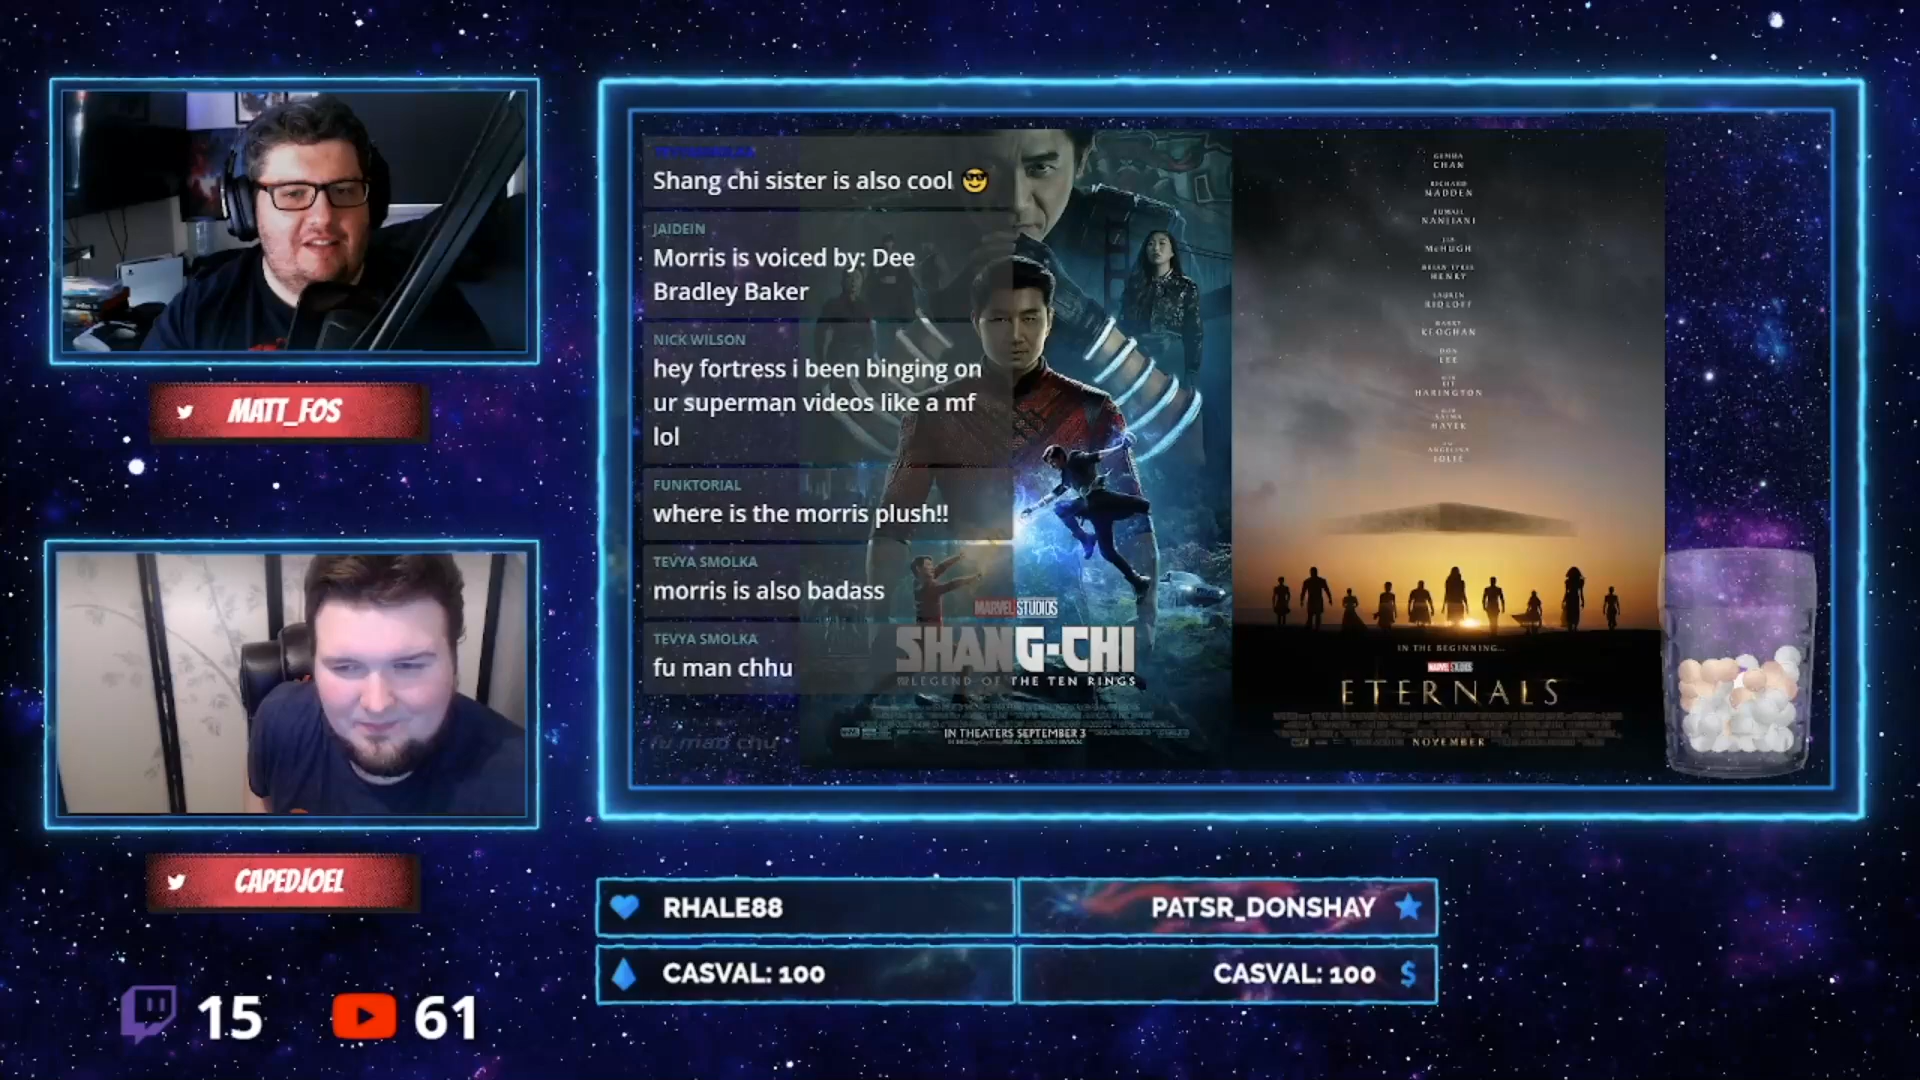 Shang chi sister is also cool
JAIDEIN
Morris is voiced by: Dee
Bradley Baker
NICK WILSON
hey fortress i been binging on
ur superman videos like a mf
lol
FUNKTORIAL
where is the morris plush!!
TEVYA SMOLKA
morris is also badass
TEVYA SMOLKA
fu man chhu
fu man chu
MARVEL STUDIOS
SHANG-CHI
LEGEND OF THE TEN RINGS
IN THEATERS SEPTEMBER 3
GEMMA
CHAN
RICHARD
MADDEN
KUMAIL
NANJIANI
LIA
McHUGH
BRIAN TYREE
HENRY
LAUREN
RIDLOFF
BARRY
KEOGHAN
DON
LEE
HARINGTON
SALMA
HAYEK
ANGELINA
JOLIE
IN THE BEGINNING...
MARVEL STUDIOS
ETERNALS
NOVEMBER
MATT_FOS
CAPEDJOEL
RHALE88
PATSR_DONSHAY
CASVAL: 100
CASVAL: 100
15
61